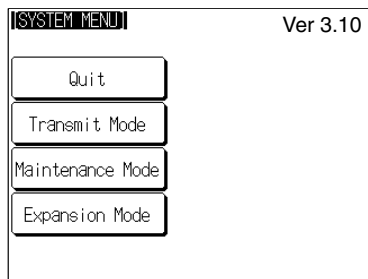 [SYSTEM MENU]
Ver 3.10
Quit
Transmit Mode
Maintenance Mode
Expansion Mode